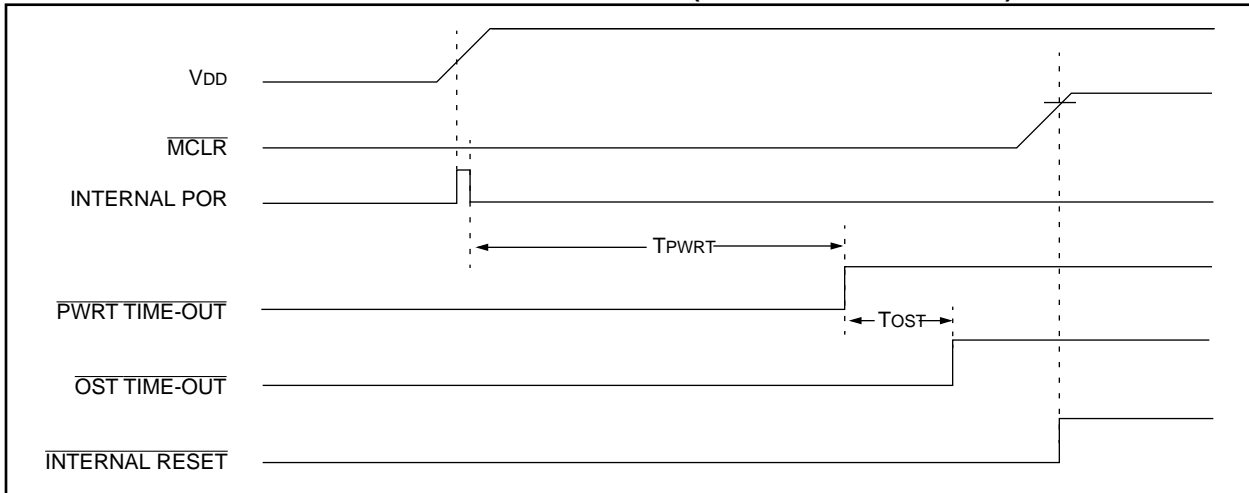 VDD
MCLR
INTERNAL POR
TPWRT
PWRT TIME-OUT
TOST
OST TIME-OUT
INTERNAL RESET